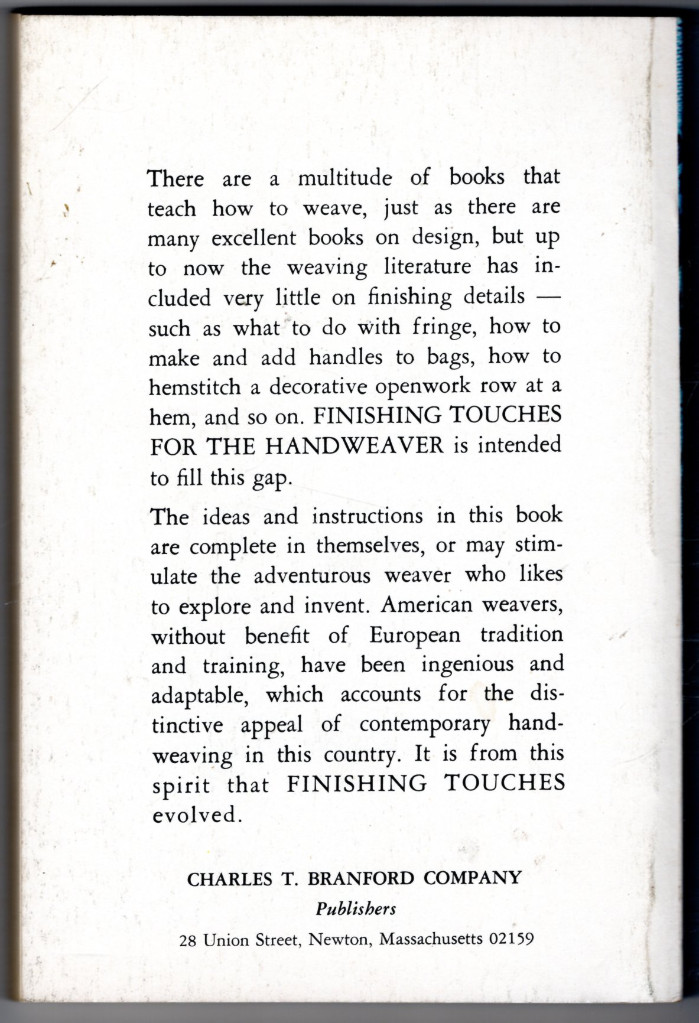 There are a multitude of books that
teach how to weave, just as there are
many excellent books on design, but up
to now the weaving literature has in-
cluded very little on finishing details —
such as what to do with fringe, how to
make and add handles to bags, how to
hemstitch a decorative openwork row at a
hem, and so on. FINISHING TOUCHES
FOR THE HANDWEAVER is intended
to fill this gap.
The ideas and instructions in this book
are complete in themselves, or may stim-
ulate the adventurous weaver who likes
to explore and invent. American weavers,
without benefit of European tradition
and training, have been ingenious and
adaptable, which accounts for the dis-
tinctive appeal of contemporary hand-
weaving in this country. It is from this
spirit that FINISHING TOUCHES
evolved.
CHARLES T. BRANFORD COMPANY
Publishers
28 Union Street, Newton, Massachusetts 02159